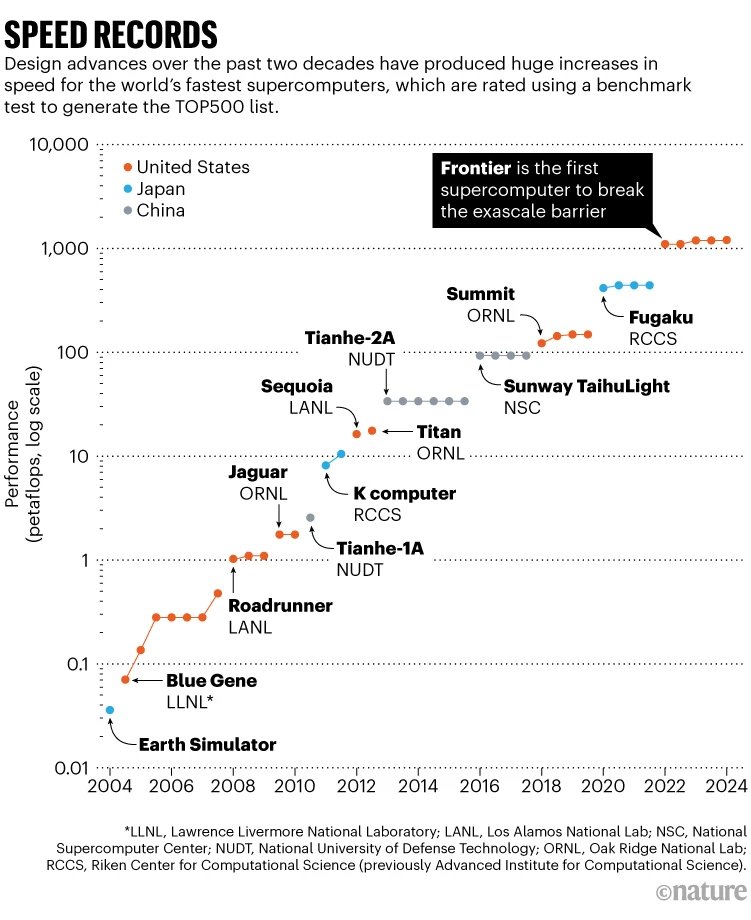 SPEED RECORDS
Design advances over the past two decades have produced huge increases in
speed for the world’s fastest supercomputers, which are rated using a benchmark
test to generate the TOP500 list.
10,000
United States
Japan
China
Frontier is the first
supercomputer to break
the exascale barrier
1,000
Summit
ORNL
Fugaku
RCCS
Tianhe-2A
NUDT
100
Sunway TaihuLight
NSC
Sequoia
LANL
Titan
ORNL
Performance
(petaflops, log scale)
10
Jaguar
ORNL
K computer
RCCS
1
Tianhe-1A
NUDT
Roadrunner
LANL
0.1
Blue Gene
LLNL*
Earth Simulator
0.01
2004 2006 2008 2010 2012 2014 2016 2018 2020 2022 2024
*LLNL, Lawrence Livermore National Laboratory; LANL, Los Alamos National Lab; NSC, National
Supercomputer Center; NUDT, National University of Defense Technology; ORNL, Oak Ridge National Lab;
RCCS, Riken Center for Computational Science (previously Advanced Institute for Computational Science).
©nature